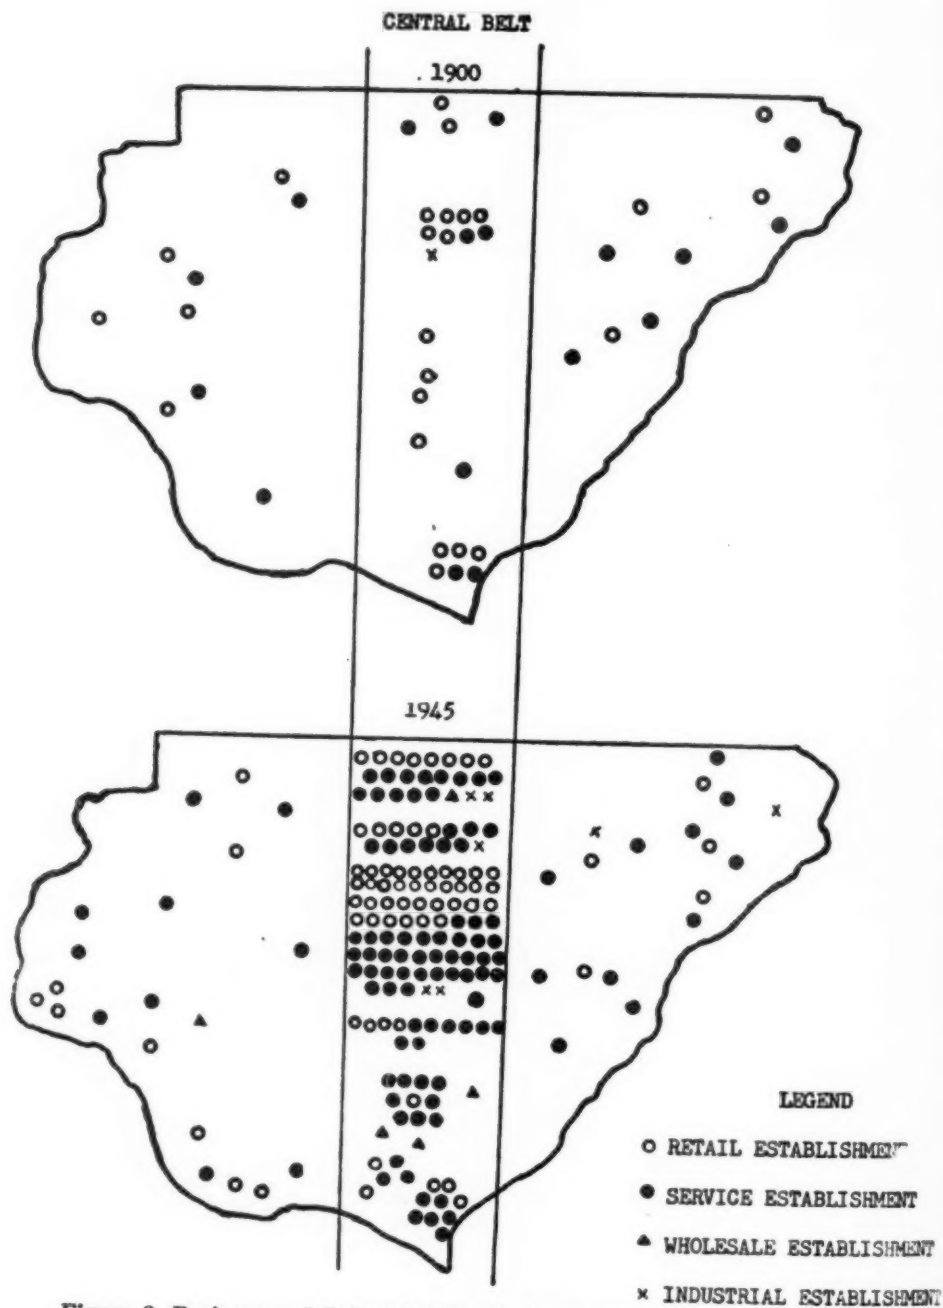 CENTRAL BELT
1900
1945
LEGEND
RETAIL ESTABLISHMENT
SERVICE ESTABLISHMENT
WHOLESALE ESTABLISHMENT
INDUSTRIAL ESTABLISHMENT